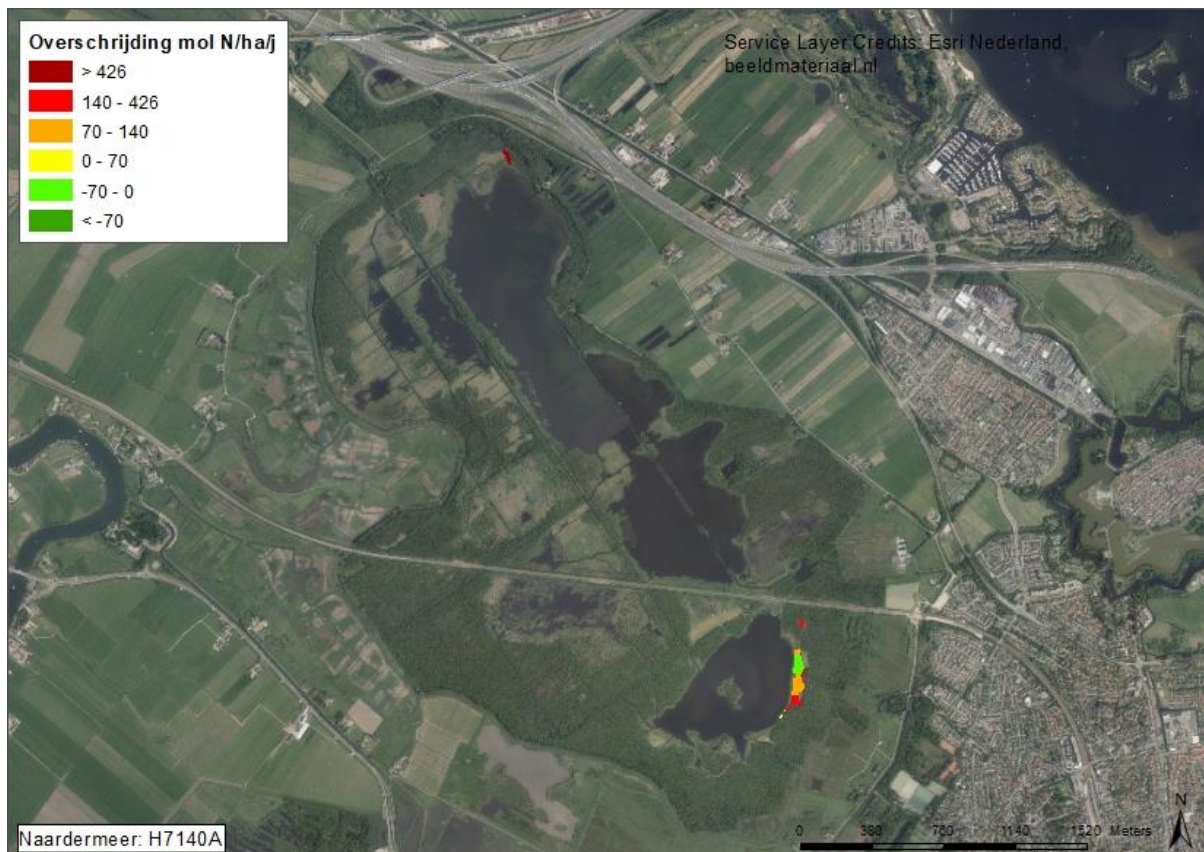 Overschrijding mol N/ha/j
> 426
140 - 426
70 - 140
0 - 70
-70 - 0
< -70
Service Layer Credits: Esri Nederland,
beeldmateriaal.nl
Naardermeer: H7140A
0 380 760 1140 1520 Meters
N